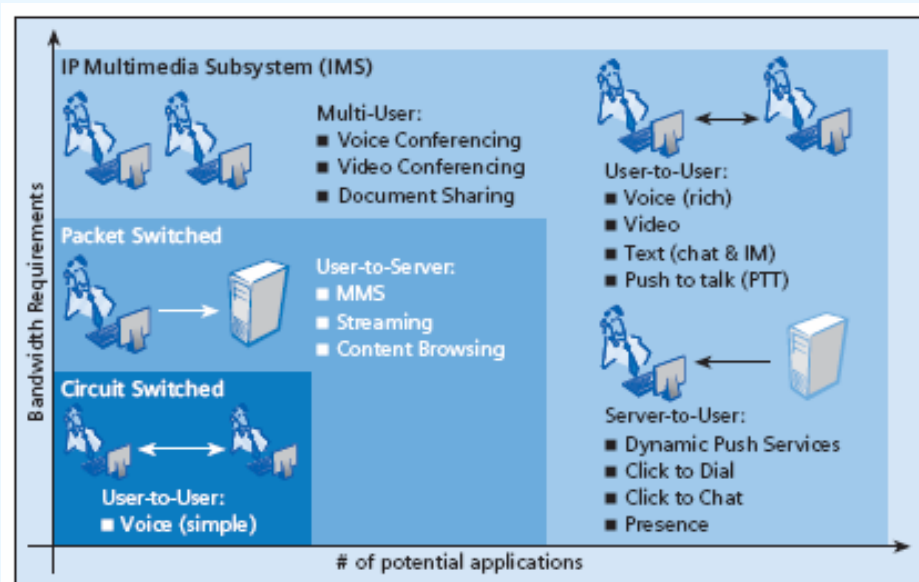 IP Multimedia Subsystem (IMS)
Multi-User:
■ Voice Conferencing
■ Video Conferencing
■ Document Sharing
User-to-User:
■ Voice (rich)
■ Video
■ Text (chat & IM)
■ Push to talk (PTT)
Packet Switched
User-to-Server:
■ MMS
■ Streaming
■ Content Browsing
Server-to-User:
■ Dynamic Push Services
■ Click to Dial
■ Click to Chat
■ Presence
Circuit Switched
User-to-User:
■ Voice (simple)
Bandwidth Requirements
# of potential applications